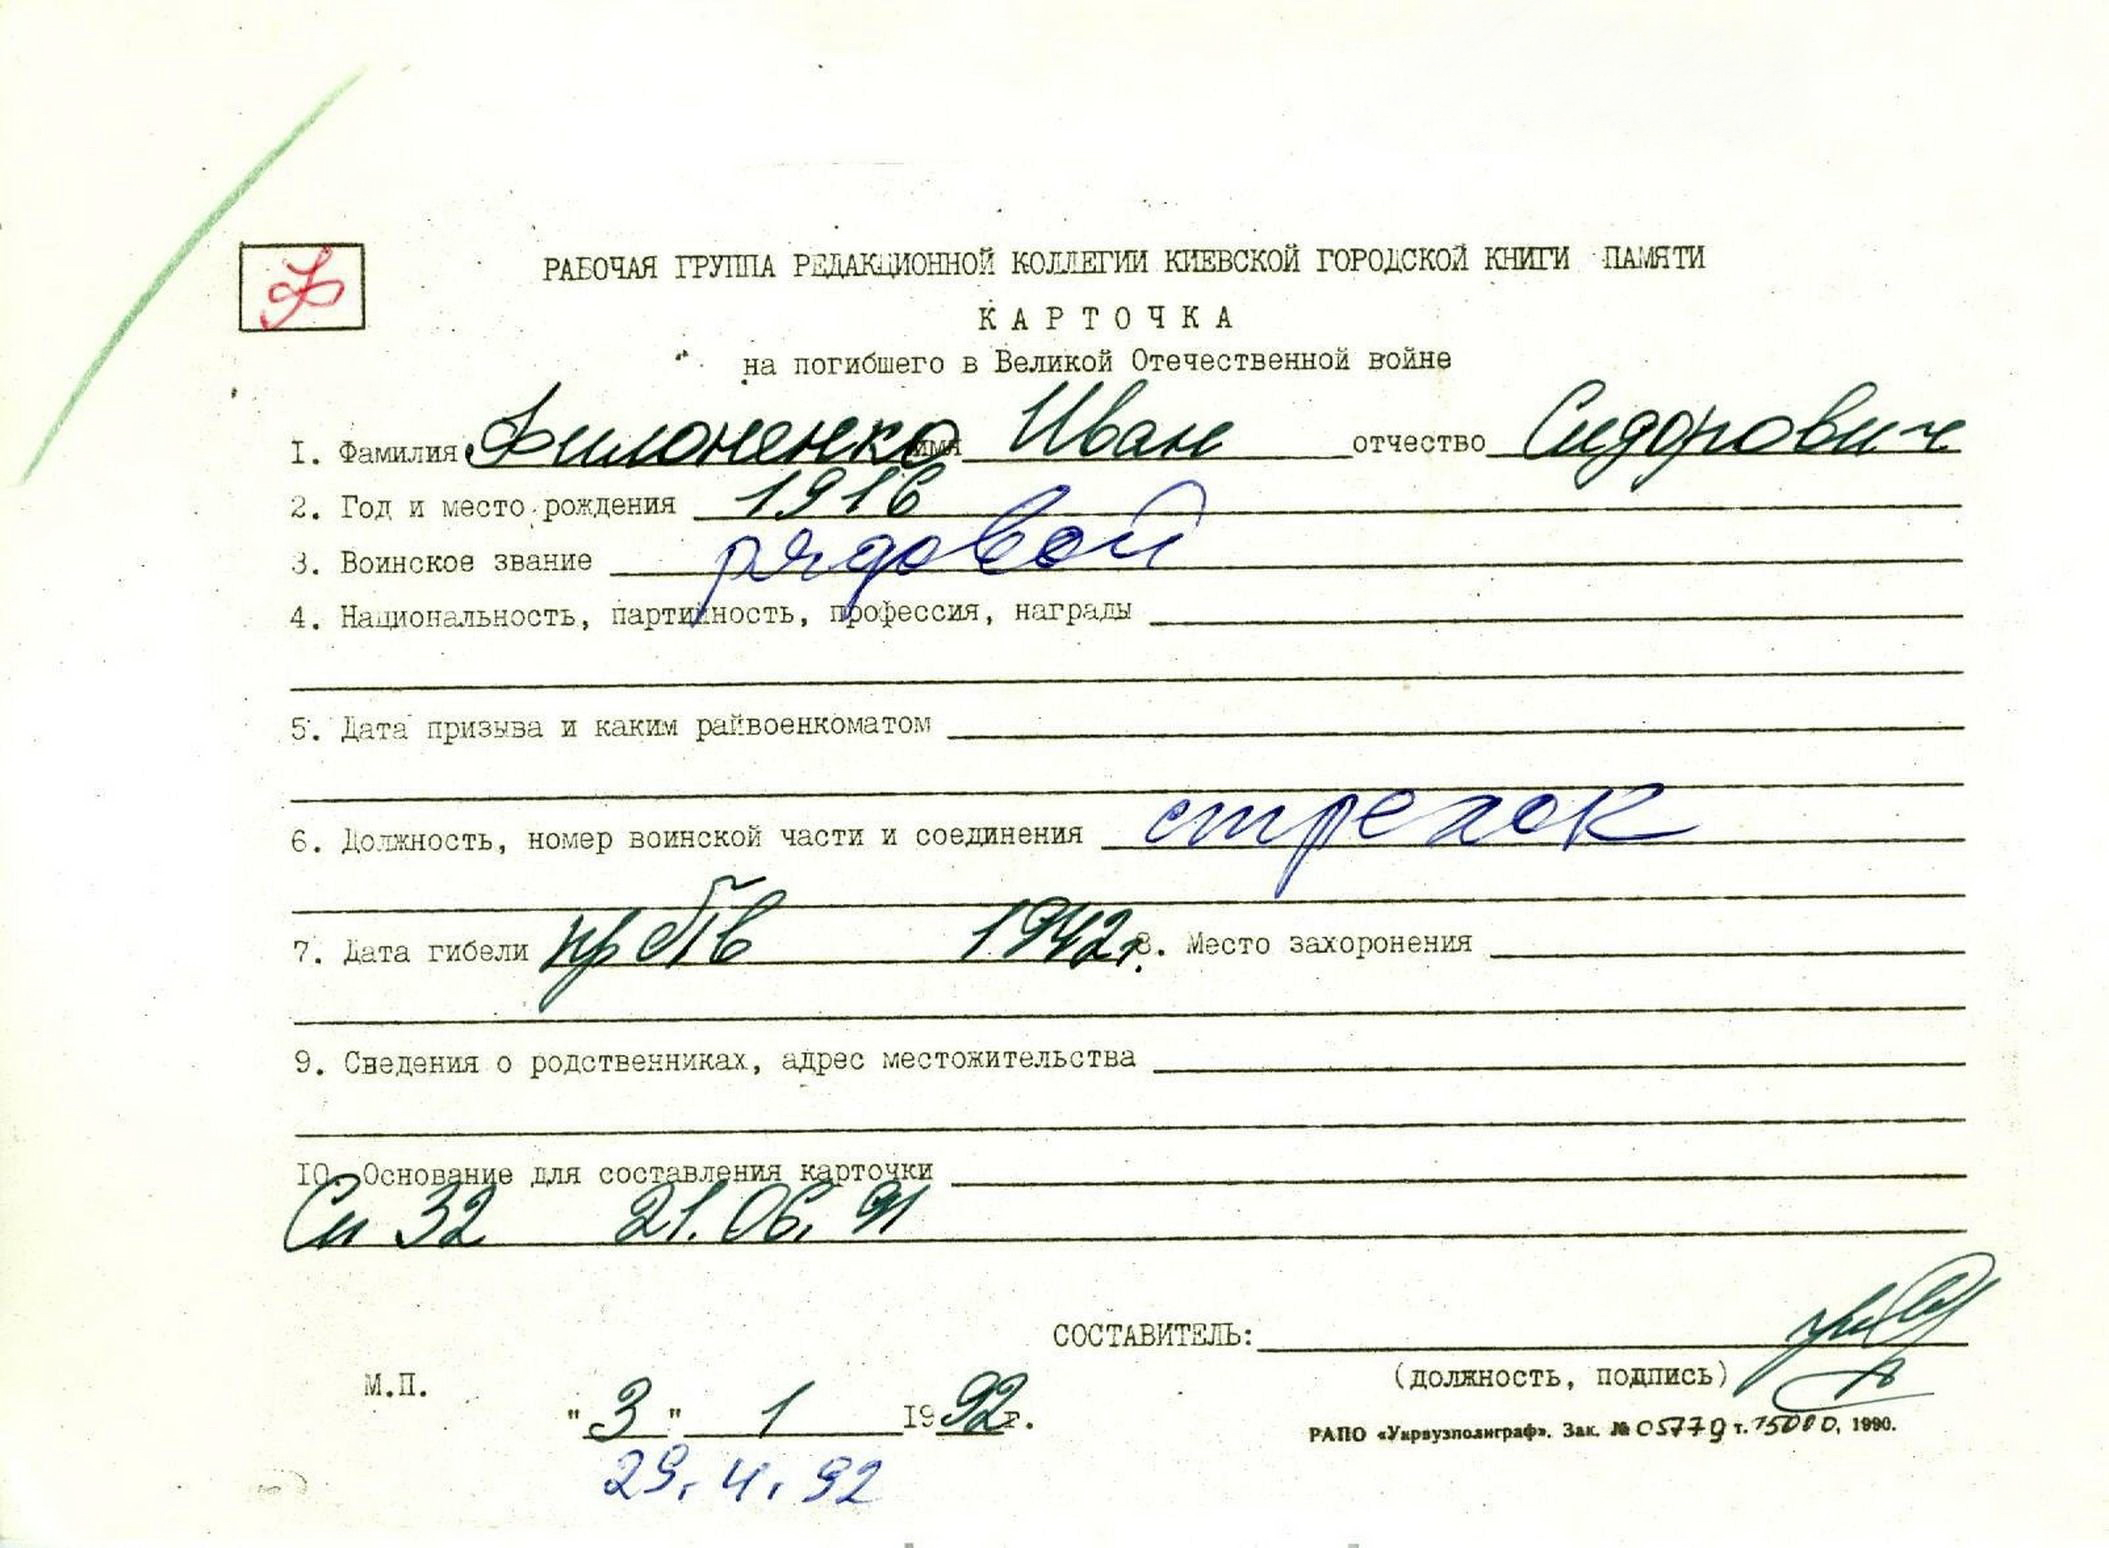 Ф
РАБОЧАЯ ГРУППА РЕДАКЦИОННОЙ КОЛЛЕГИИ КИЕВСКОЙ ГОРОДСКОЙ КНИГИ ПАМЯТИ
КАРТОЧКА
на погибшего в Великой Отечественной войне
I. Фамилия Филоненко имя Иван отчество Сидорович
2. Год и место рождения 1916
3. Воинское звание рядовой
4. Национальность, партийность, профессия, награды
5. Дата призыва и каким райвоенкоматом
6. Должность, номер воинской части и соединения стрелок
7. Дата гибели пр б/в 1942г. 8. Место захоронения
9. Сведения о родственниках, адрес местожительства
IO. Основание для составления карточки
Сп 32 21.06.91
СОСТАВИТЕЛЬ:
(должность, подпись)
М.П.
"3" 1 1992г.
РАПО «Укрвузполиграф». Зак. № 05779 т. 15000, 1990.
29.4.92